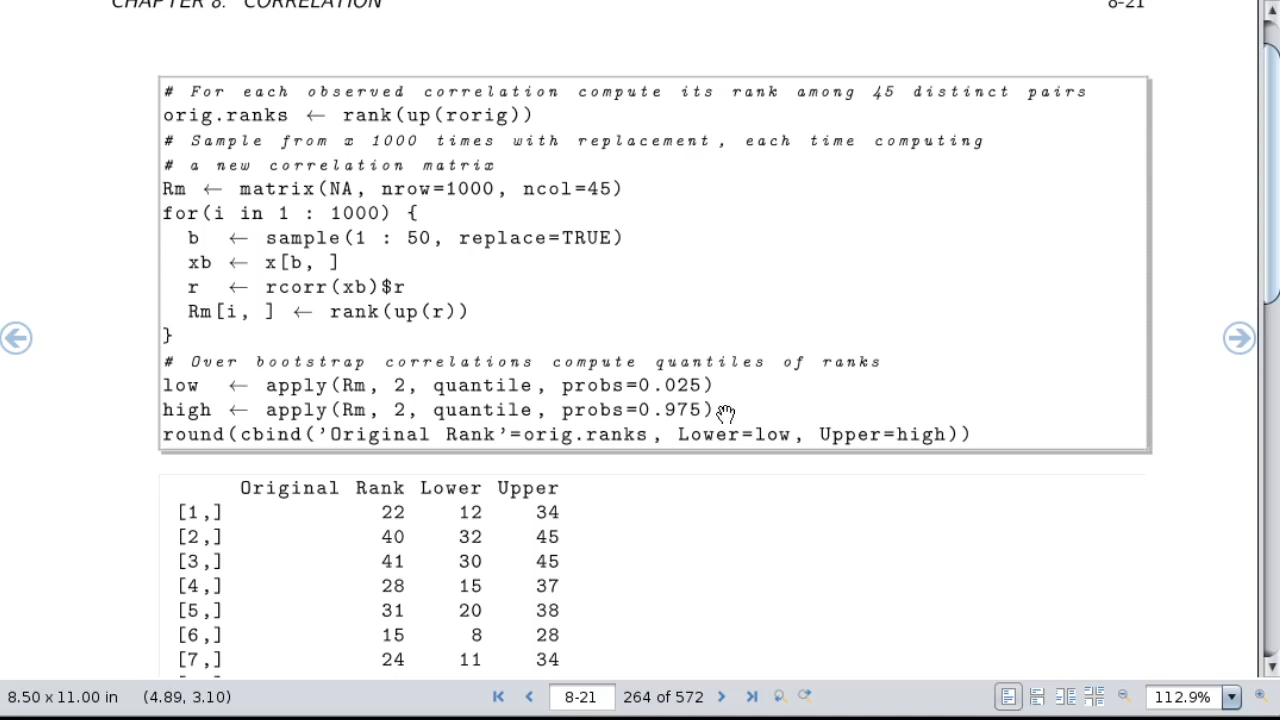 CHAPTER 8. CORRELATION 8-21
# For each observed correlation compute its rank among 45 distinct pairs
orig.ranks ← rank(up(rorig))
# Sample from x 1000 times with replacement, each time computing
# a new correlation matrix
Rm ← matrix(NA, nrow=1000, ncol=45)
for(i in 1 : 1000) {
  b ← sample(1 : 50, replace=TRUE)
  xb ← x[b, ]
  r ← rcorr(xb)$r
  Rm[i, ] ← rank(up(r))
}
# Over bootstrap correlations compute quantiles of ranks
low ← apply(Rm, 2, quantile, probs=0.025)
high ← apply(Rm, 2, quantile, probs=0.975)
round(cbind('Original Rank'=orig.ranks, Lower=low, Upper=high))
Original Rank Lower Upper
[1,] 22 12 34
[2,] 40 32 45
[3,] 41 30 45
[4,] 28 15 37
[5,] 31 20 38
[6,] 15 8 28
[7,] 24 11 34
8.50 x 11.00 in (4.89, 3.10) 8-21 264 of 572 112.9%